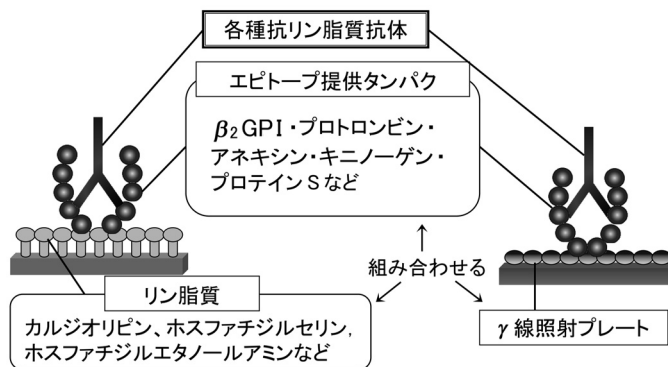 各種抗リン脂質抗体
エピトープ提供タンパク
β₂GPI・プロトロンビン・
アネキシン・キニノーゲン・
プロテインSなど
組み合わせる
リン脂質
カルジオリピン、ホスファチジルセリン,
ホスファチジルエタノールアミンなど
γ線照射プレート